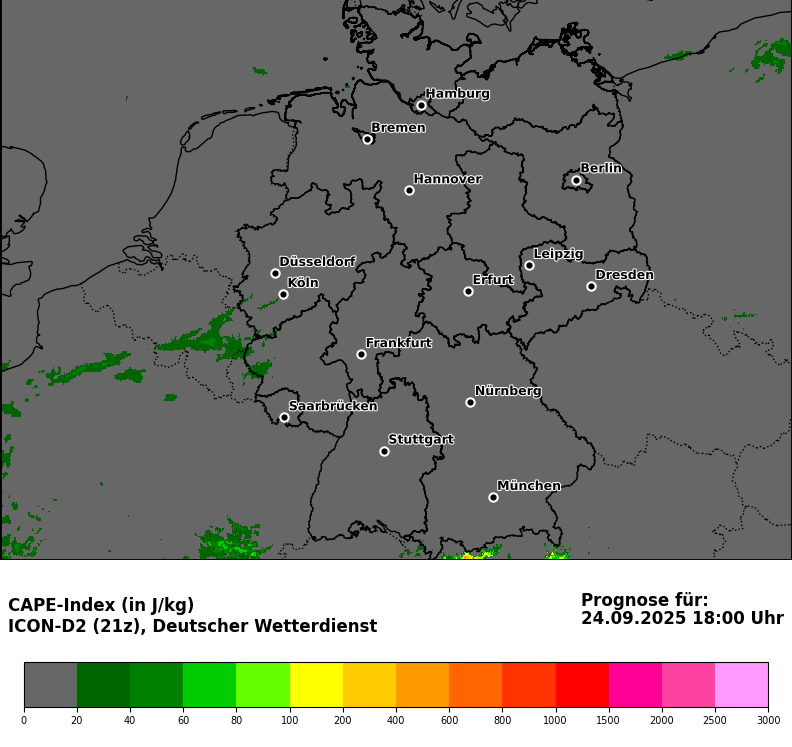 Hamburg
Bremen
Hannover
Berlin
Düsseldorf
Köln
Leipzig
Erfurt
Dresden
Frankfurt
Saarbrücken
Nürnberg
Stuttgart
München
CAPE-Index (in J/kg)
ICON-D2 (21z), Deutscher Wetterdienst
Prognose für:
24.09.2025 18:00 Uhr
0 20 40 60 80 100 200 400 600 800 1000 1500 2000 2500 3000